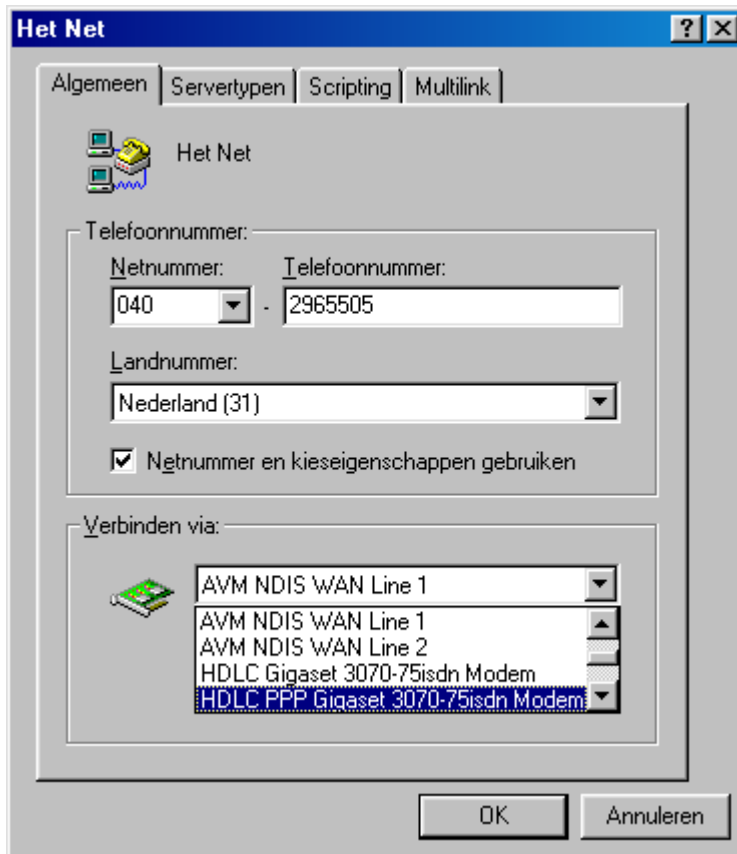 Het Net
Algemeen Servertypen Scripting Multilink
Het Net
Telefoonnummer:
Netnummer: Telefoonnummer:
040 - 2965505
Landnummer:
Nederland (31)
Netnummer en kieseigenschappen gebruiken
Verbinden via:
AVM NDIS WAN Line 1
AVM NDIS WAN Line 1
AVM NDIS WAN Line 2
HDLC Gigaset 3070-75isdn Modem
HDLC PPP Gigaset 3070-75isdn Modem
OK Annuleren